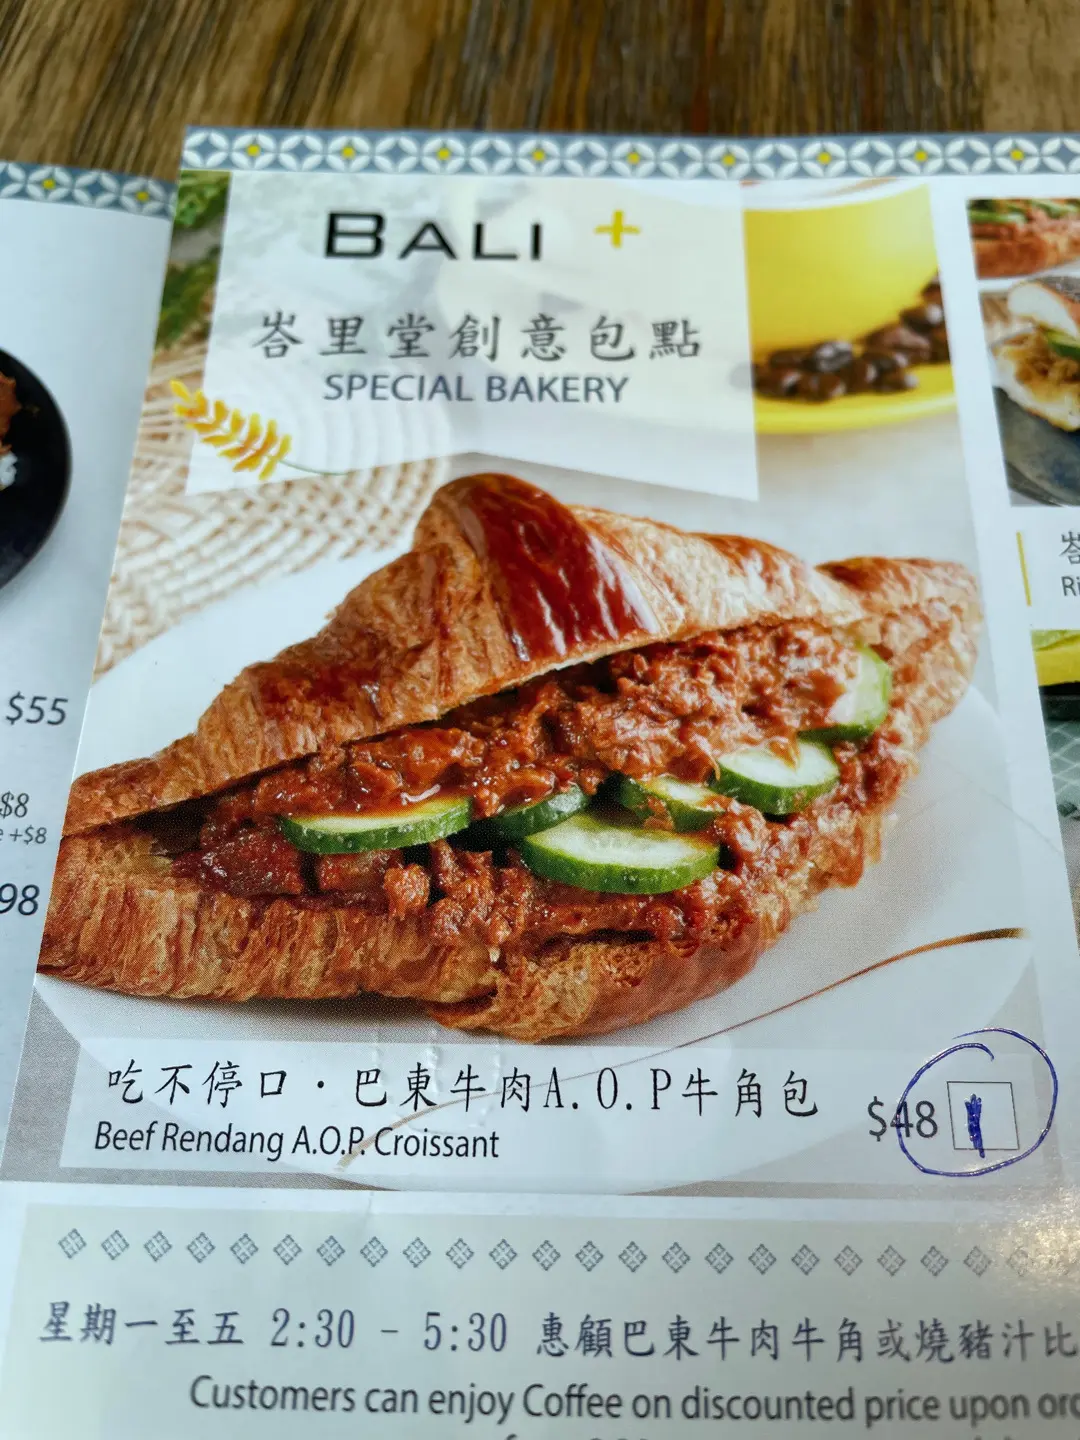 BALI +
峇里堂創意包點
SPECIAL BAKERY
$55
$8
+$8
98
吃不停口・巴東牛肉A.O.P牛角包
Beef Rendang A.O.P. Croissant
$48
1
峇
星期一至五 2:30 - 5:30 惠顧巴東牛肉牛角或燒豬汁比
Customers can enjoy Coffee on discounted price upon